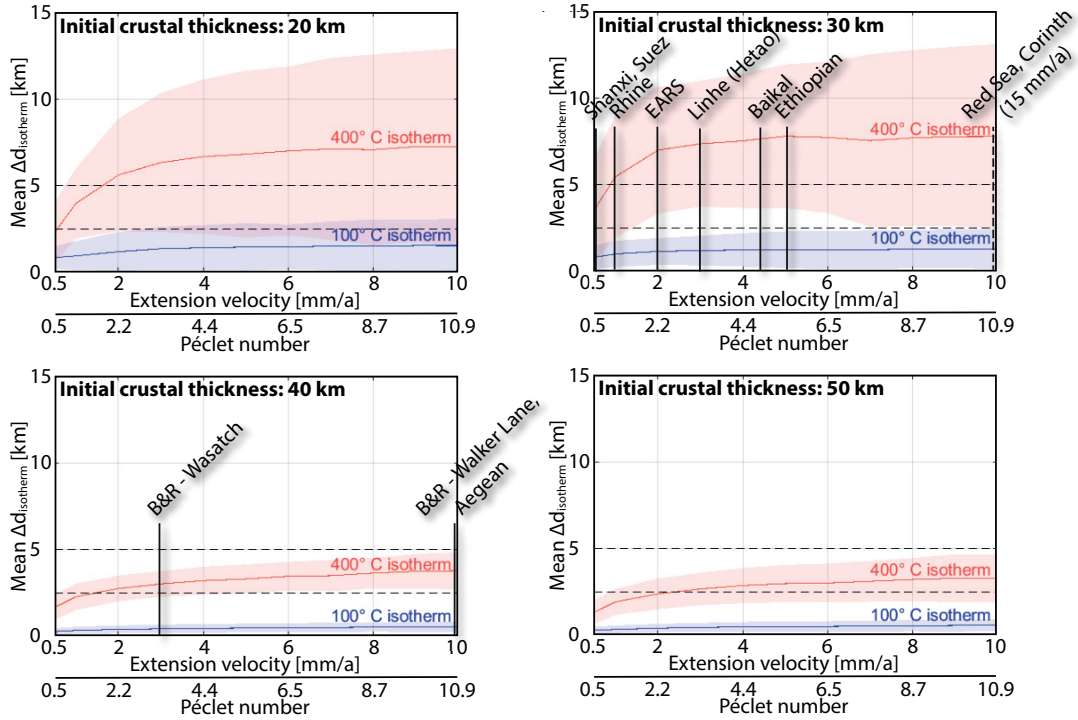 Initial crustal thickness: 20 km
15
10
5
0
Mean Δd_isotherm [km]
400° C isotherm
100° C isotherm
0.5 2 4 6 8 10
Extension velocity [mm/a]
0.5 2.2 4.4 6.5 8.7 10.9
Péclet number
Initial crustal thickness: 30 km
15
10
5
0
Mean Δd_isotherm [km]
Shanxi, Suez
Rhine
EARS
Linhe (Hetao)
Baikal
Ethiopian
Red Sea, Corinth
(15 mm/a)
400° C isotherm
100° C isotherm
0.5 2 4 6 8 10
Extension velocity [mm/a]
0.5 2.2 4.4 6.5 8.7 10.9
Péclet number
Initial crustal thickness: 40 km
15
10
5
0
Mean Δd_isotherm [km]
B&R - Wasatch
B&R - Walker Lane,
Aegean
400° C isotherm
100° C isotherm
0.5 2 4 6 8 10
Extension velocity [mm/a]
0.5 2.2 4.4 6.5 8.7 10.9
Péclet number
Initial crustal thickness: 50 km
15
10
5
0
Mean Δd_isotherm [km]
400° C isotherm
100° C isotherm
0.5 2 4 6 8 10
Extension velocity [mm/a]
0.5 2.2 4.4 6.5 8.7 10.9
Péclet number